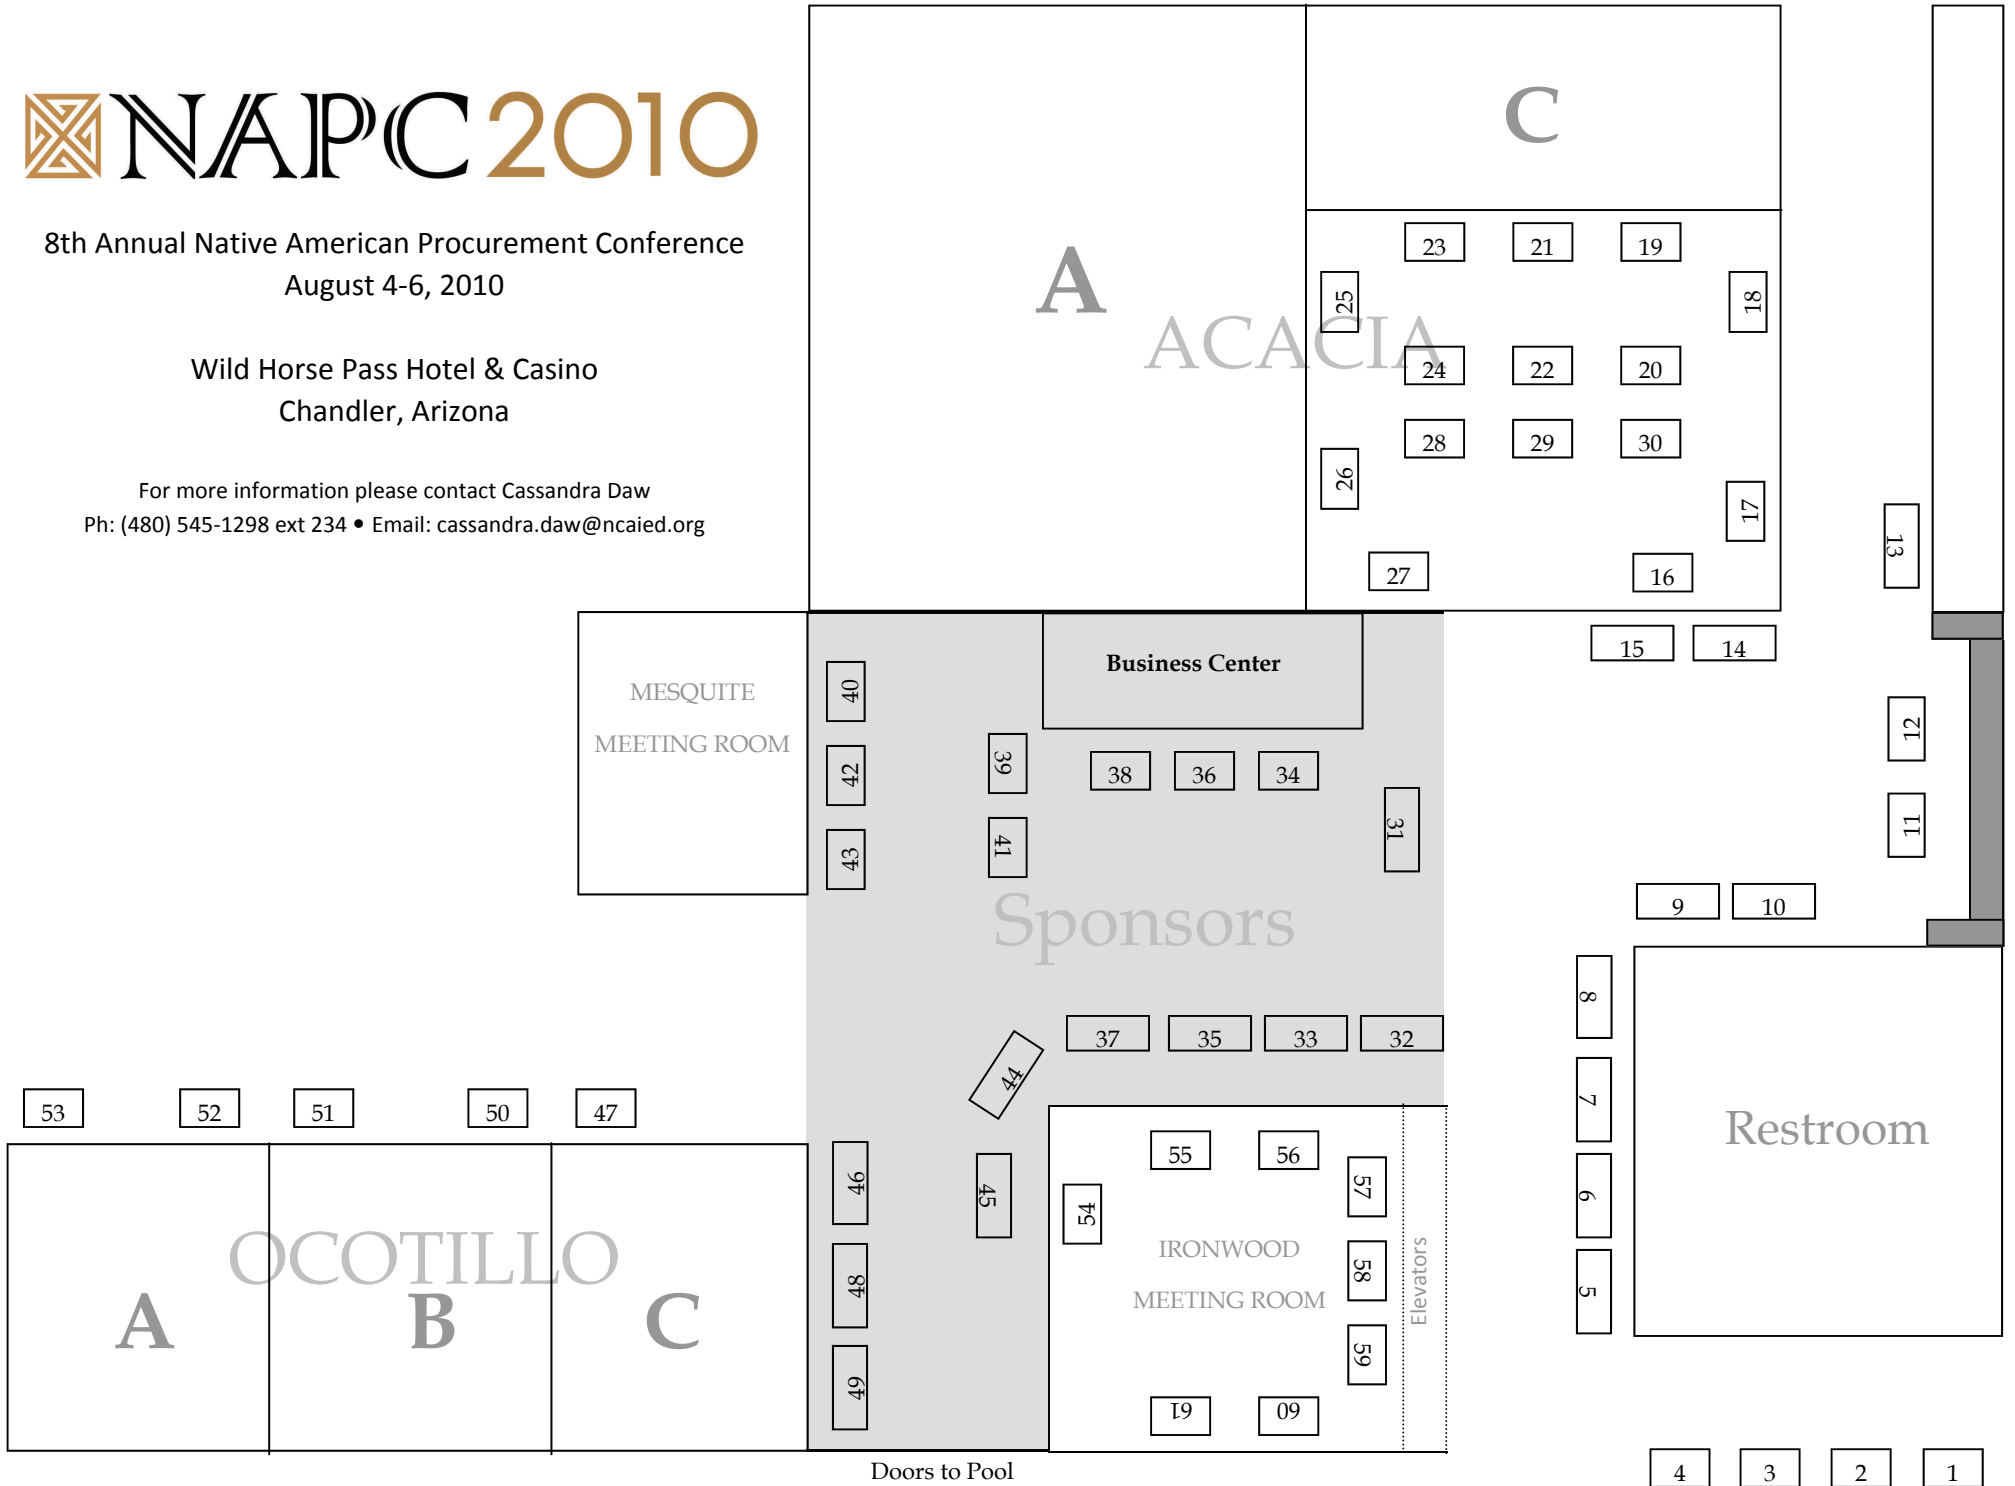 NAPC 2010
8th Annual Native American Procurement Conference
August 4-6, 2010
Wild Horse Pass Hotel & Casino
Chandler, Arizona
For more information please contact Cassandra Daw
Ph: (480) 545-1298 ext 234 • Email: cassandra.daw@ncaied.org
A
C
ACACIA
23
21
19
25
18
24
22
20
28
29
30
26
17
27
16
13
15
14
12
11
9
10
MESQUITE
MEETING ROOM
Business Center
40
42
43
39
41
38
36
34
31
Sponsors
37
35
33
32
44
45
46
48
49
8
7
6
5
Restroom
53
52
51
50
47
OCOTILLO
A
B
C
55
56
54
57
58
59
61
60
IRONWOOD
MEETING ROOM
Elevators
Doors to Pool
4
3
2
1